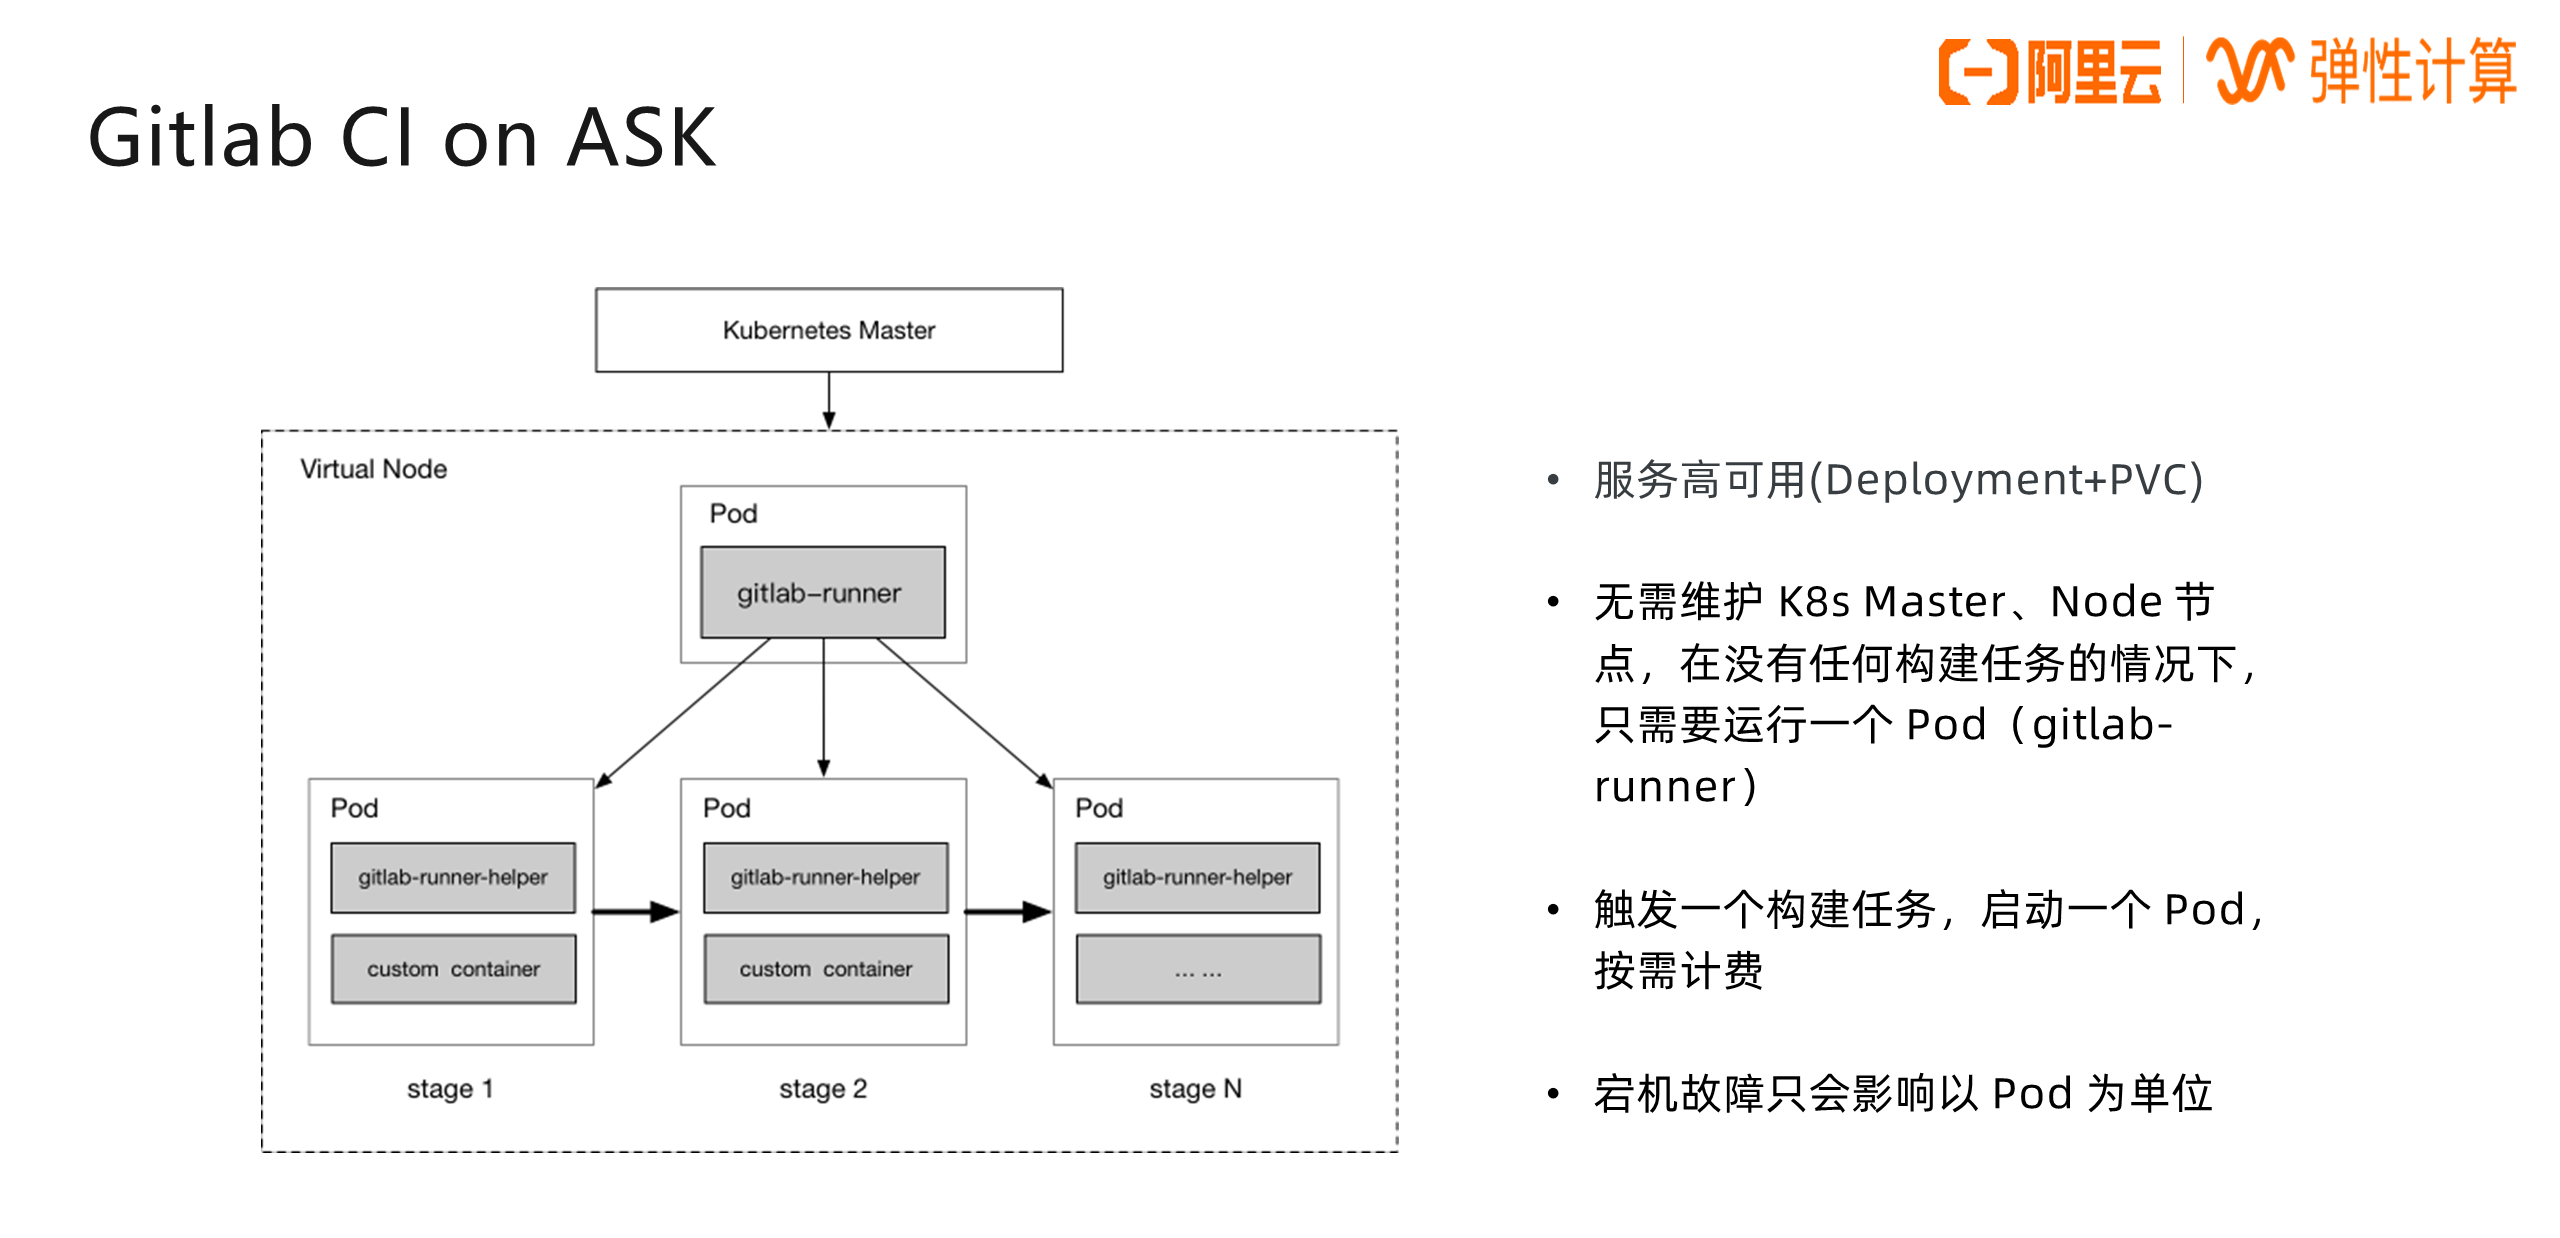 阿里云 弹性计算
Gitlab CI on ASK
Kubernetes Master
Virtual Node
Pod
gitlab-runner
Pod
gitlab-runner-helper
custom container
stage 1
Pod
gitlab-runner-helper
custom container
stage 2
Pod
gitlab-runner-helper
... ...
stage N
• 服务高可用(Deployment+PVC)
• 无需维护 K8s Master、Node 节
点，在没有任何构建任务的情况下，
只需要运行一个 Pod（gitlab-
runner）
• 触发一个构建任务，启动一个 Pod，
按需计费
• 宕机故障只会影响以 Pod 为单位